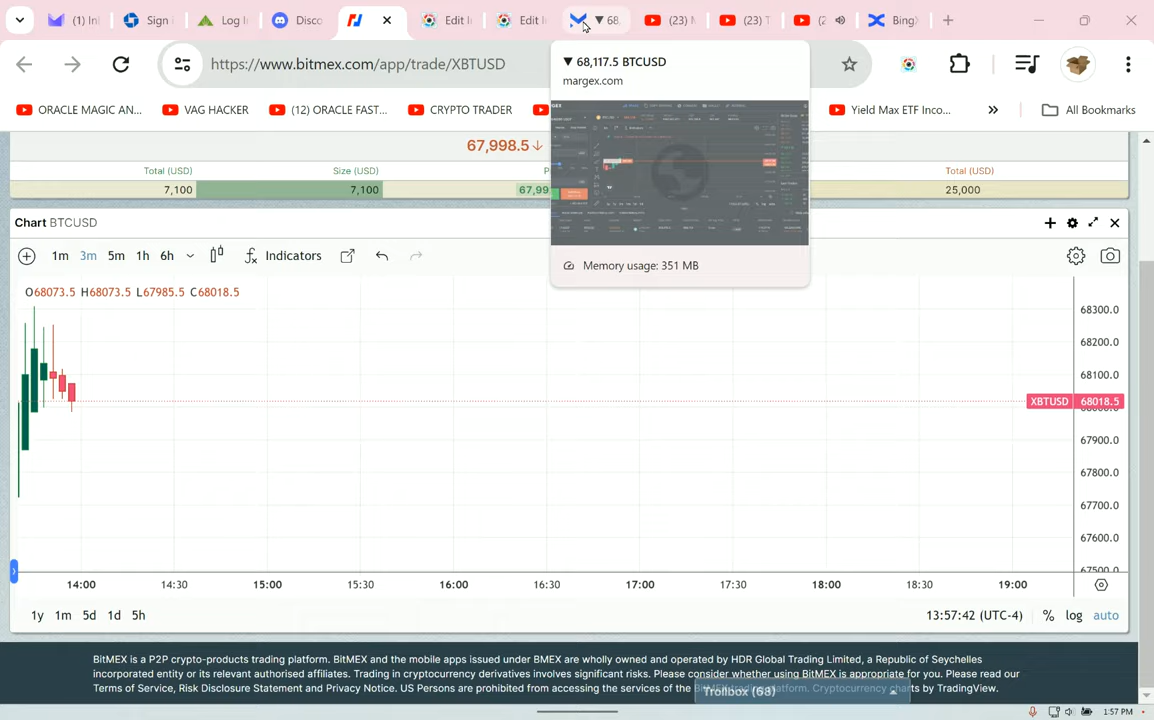 (1) In
Sign i
Log I
Disco
Edit I
Edit I
▼ 68,
(23) M
(23) T
(2
Bing
https://www.bitmex.com/app/trade/XBTUSD
ORACLE MAGIC AN...
VAG HACKER
(12) ORACLE FAST...
CRYPTO TRADER
Yield Max ETF Inco...
»
All Bookmarks
▼ 68,117.5 BTCUSD
margex.com
Memory usage: 351 MB
67,998.5↓
Total (USD)
Size (USD)
P
Total (USD)
7,100
7,100
67,99
25,000
Chart BTCUSD
1m 3m 5m 1h 6h Indicators
O68073.5 H68073.5 L67985.5 C68018.5
68300.0
68200.0
68100.0
XBTUSD 68018.5
67900.0
67800.0
67700.0
67600.0
67500.0
14:00 14:30 15:00 15:30 16:00 16:30 17:00 17:30 18:00 18:30 19:00
1y 1m 5d 1d 5h
13:57:42 (UTC-4) % log auto
BitMEX is a P2P crypto-products trading platform. BitMEX and the mobile apps issued under BMEX are wholly owned and operated by HDR Global Trading Limited, a Republic of Seychelles
incorporated entity or its relevant authorised affiliates. Trading in cryptocurrency derivatives involves significant risks. Please consider whether using BitMEX is appropriate for you. Please read our
Terms of Service, Risk Disclosure Statement and Privacy Notice. US Persons are prohibited from accessing the services of the BitMEX trading platform. Cryptocurrency charts by TradingView.
Trollbox (68)
1:57 PM